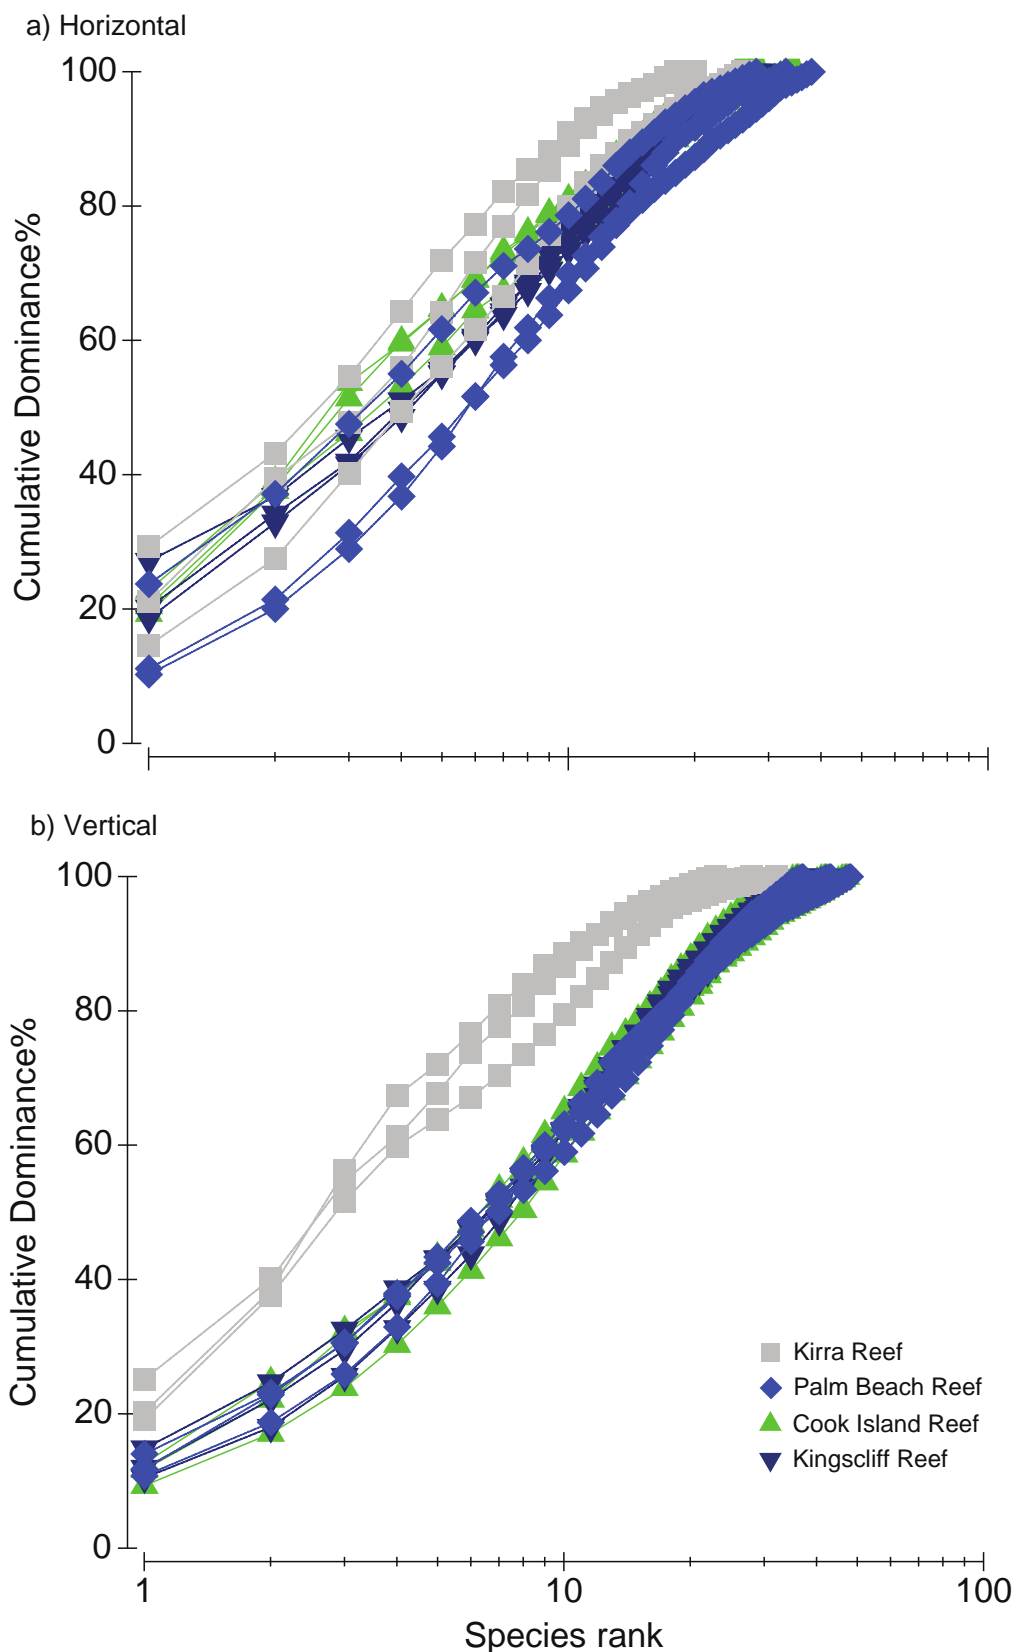 a) Horizontal
100
80
60
40
20
0
Cumulative Dominance%
b) Vertical
100
80
60
40
20
0
Cumulative Dominance%
Kirra Reef
Palm Beach Reef
Cook Island Reef
Kingscliff Reef
1 10 100
Species rank